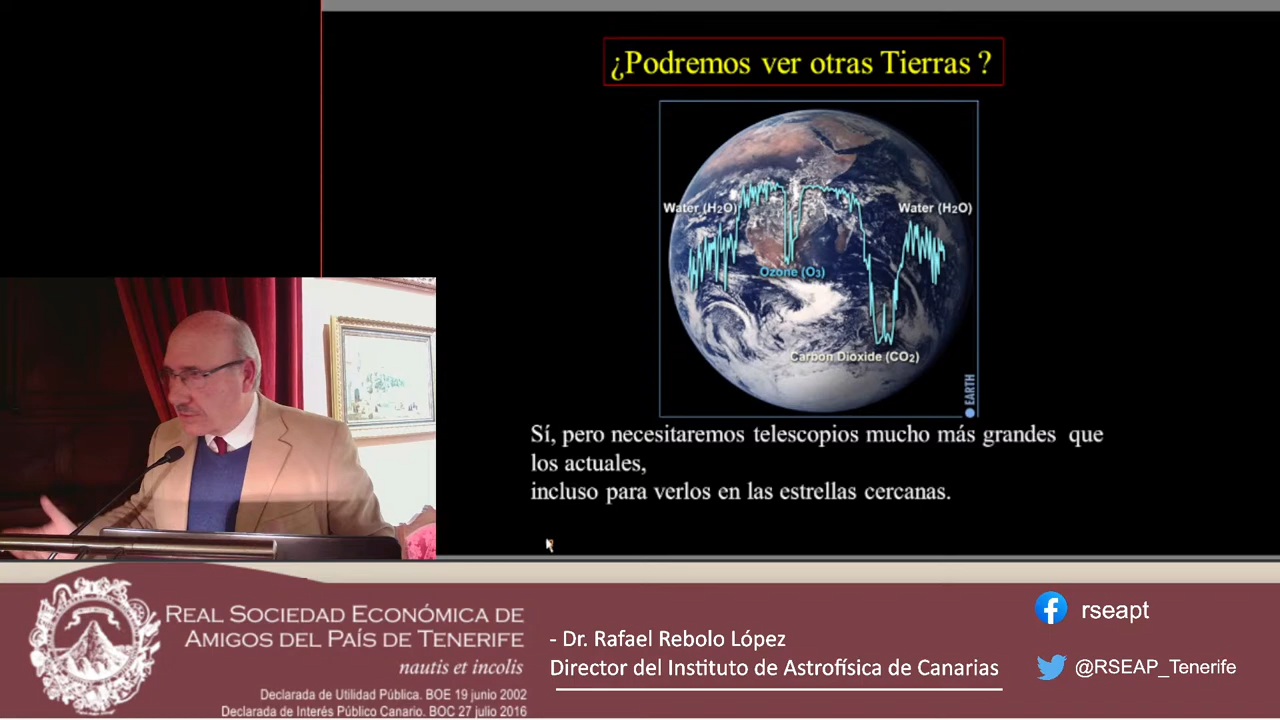 ¿Podremos ver otras Tierras ?
Water (H2O)
Water (H2O)
Ozone (O3)
Carbon Dioxide (CO2)
EARTH
Sí, pero necesitaremos telescopios mucho más grandes que
los actuales,
incluso para verlos en las estrellas cercanas.
REAL SOCIEDAD ECONÓMICA DE
AMIGOS DEL PAÍS DE TENERIFE
nautis et incolis
Declarada de Utilidad Pública. BOE 19 junio 2002
Declarada de Interés Público Canario. BOC 27 julio 2016
- Dr. Rafael Rebolo López
Director del Instituto de Astrofísica de Canarias
rseapt
@RSEAP_Tenerife